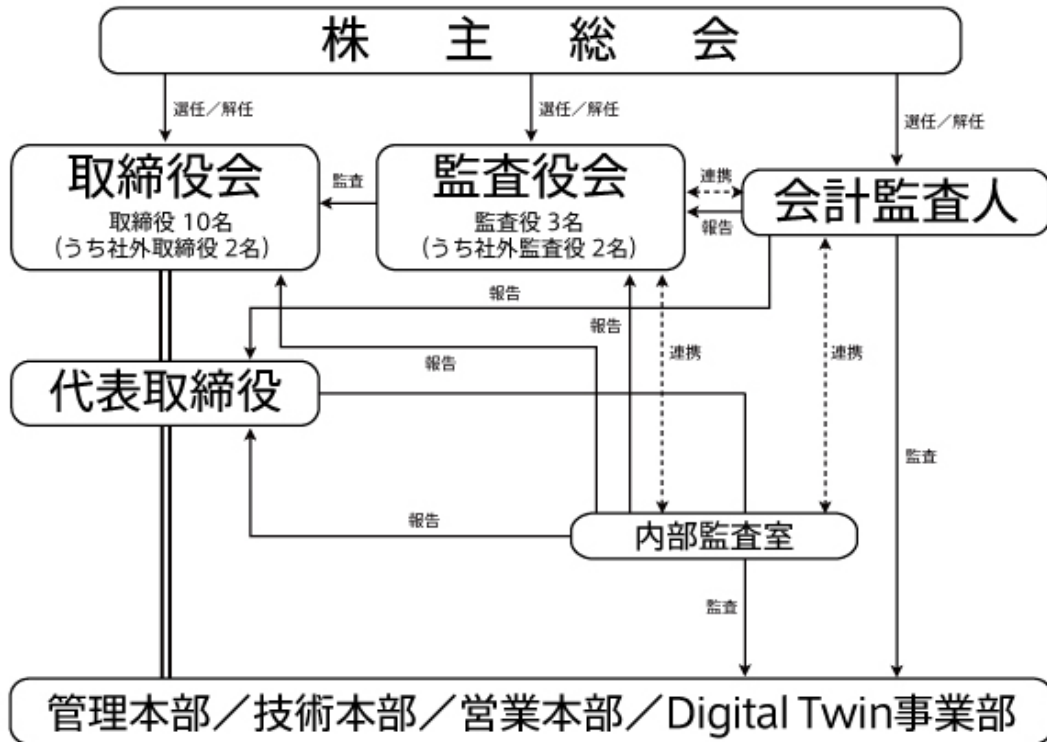 株主総会
選任／解任
選任／解任
選任／解任
取締役会
取締役 10名
（うち社外取締役 2名）
監査
監査役会
監査役 3名
（うち社外監査役 2名）
連携
報告
会計監査人
報告
報告
報告
連携
連携
代表取締役
監査
報告
内部監査室
監査
管理本部／技術本部／営業本部／Digital Twin事業部